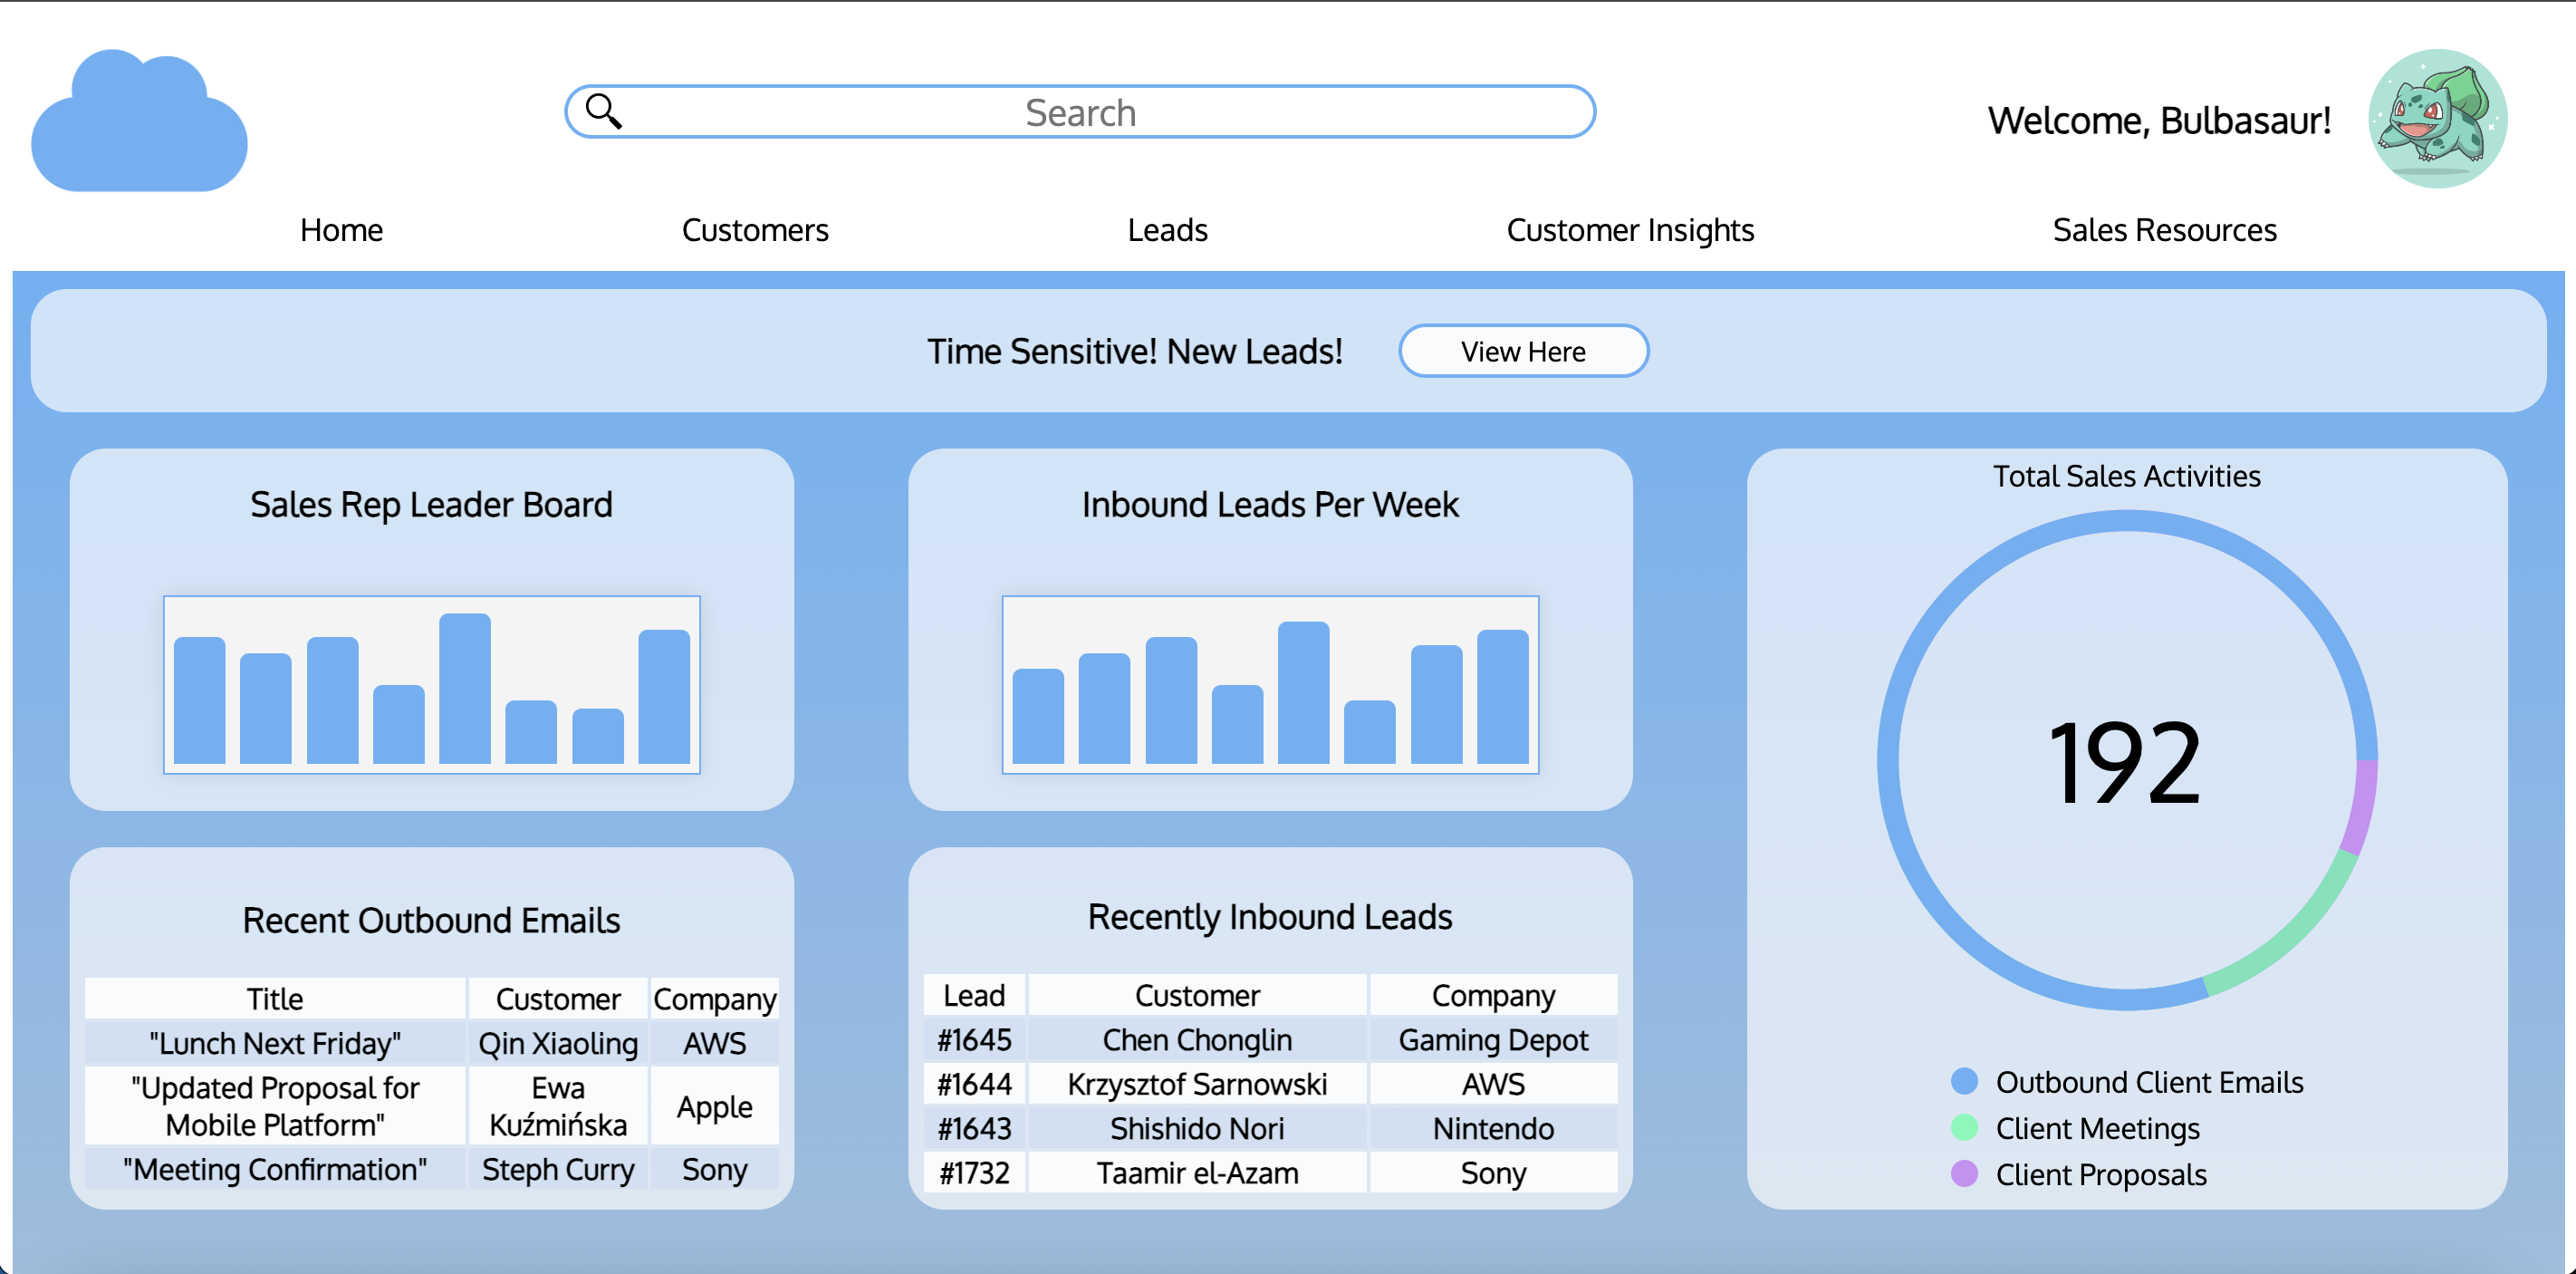 Search
Welcome, Bulbasaur!
Home Customers Leads Customer Insights Sales Resources
Time Sensitive! New Leads! View Here
Sales Rep Leader Board
Inbound Leads Per Week
Total Sales Activities
192
Outbound Client Emails
Client Meetings
Client Proposals
Recent Outbound Emails
Title Customer Company
"Lunch Next Friday" Qin Xiaoling AWS
"Updated Proposal for
Mobile Platform"
Ewa
Kuźmińska
Apple
"Meeting Confirmation" Steph Curry Sony
Recently Inbound Leads
Lead Customer Company
#1645 Chen Chonglin Gaming Depot
#1644 Krzysztof Sarnowski AWS
#1643 Shishido Nori Nintendo
#1732 Taamir el-Azam Sony